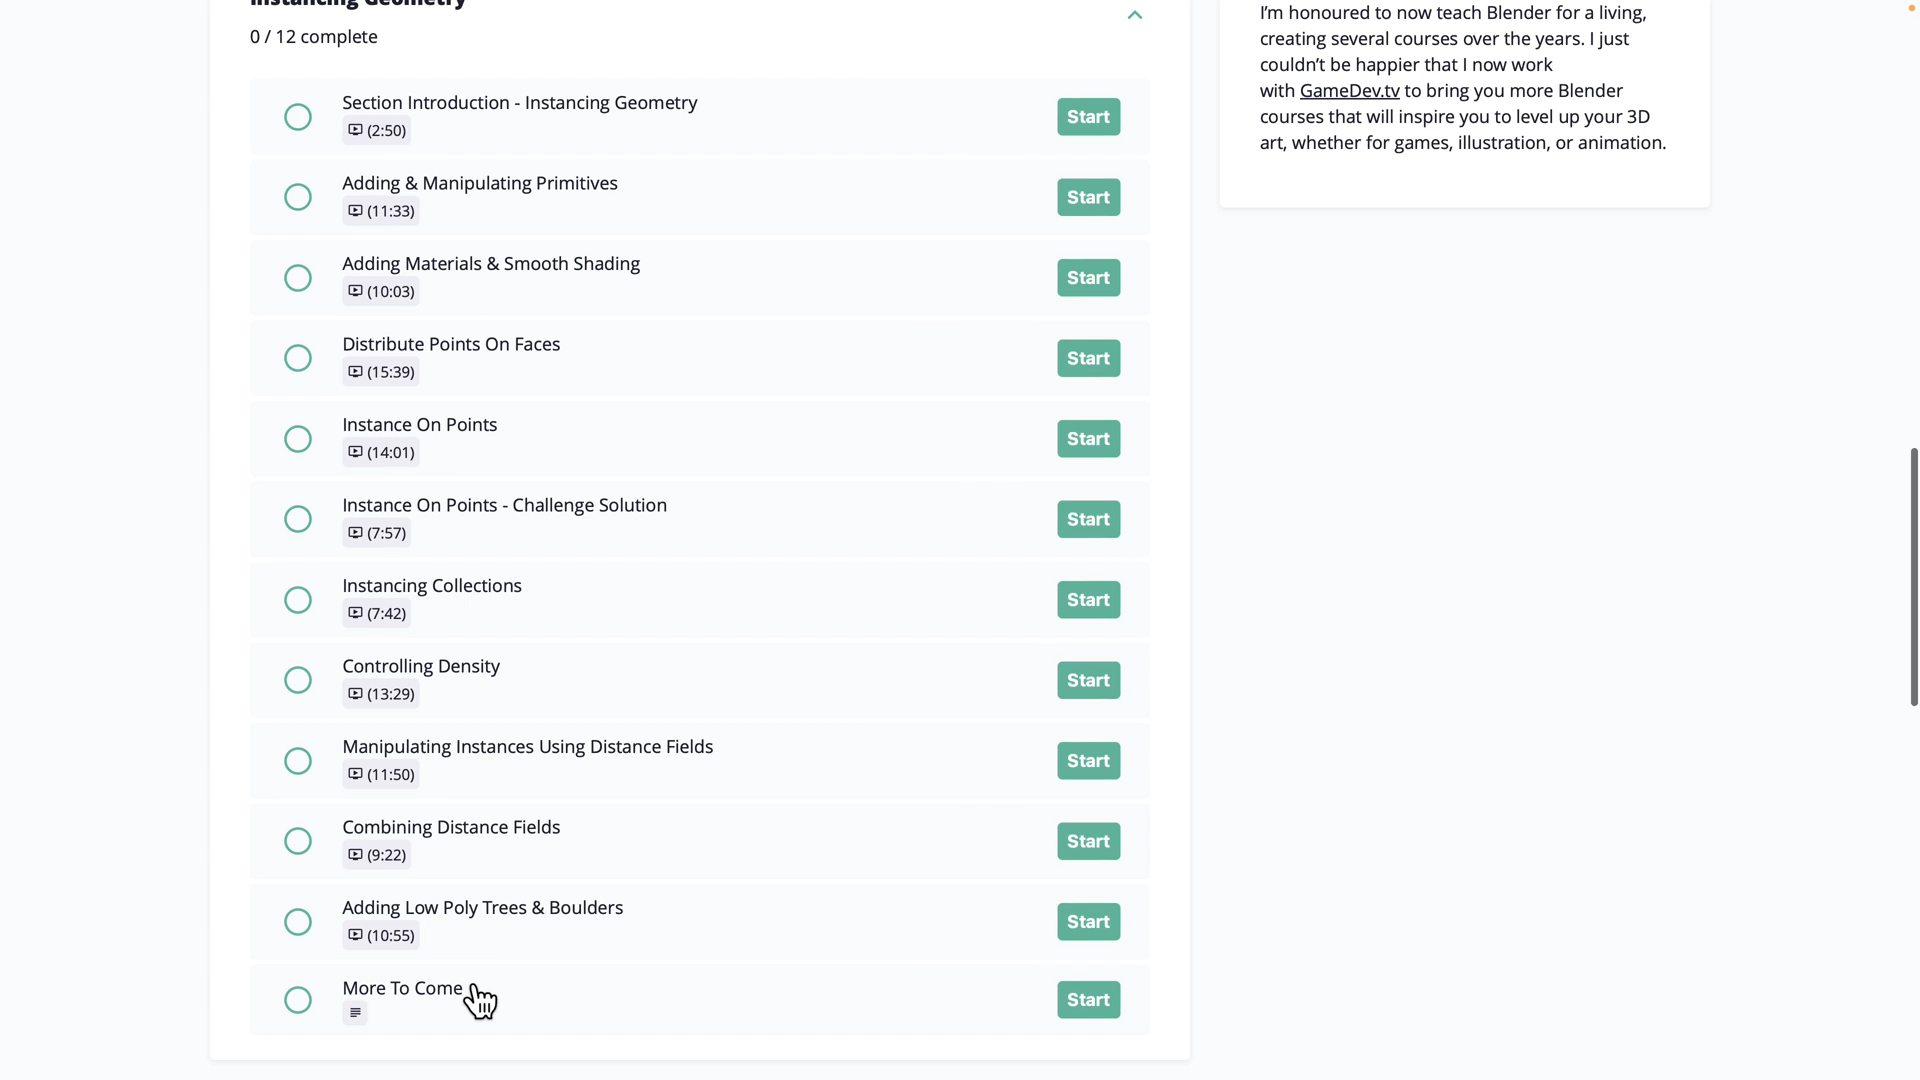 Instancing Geometry
0 / 12 complete
Section Introduction - Instancing Geometry
(2:50)
Start
Adding & Manipulating Primitives
(11:33)
Start
Adding Materials & Smooth Shading
(10:03)
Start
Distribute Points On Faces
(15:39)
Start
Instance On Points
(14:01)
Start
Instance On Points - Challenge Solution
(7:57)
Start
Instancing Collections
(7:42)
Start
Controlling Density
(13:29)
Start
Manipulating Instances Using Distance Fields
(11:50)
Start
Combining Distance Fields
(9:22)
Start
Adding Low Poly Trees & Boulders
(10:55)
Start
More To Come
Start
I'm honoured to now teach Blender for a living,
creating several courses over the years. I just
couldn't be happier that I now work
with GameDev.tv to bring you more Blender
courses that will inspire you to level up your 3D
art, whether for games, illustration, or animation.